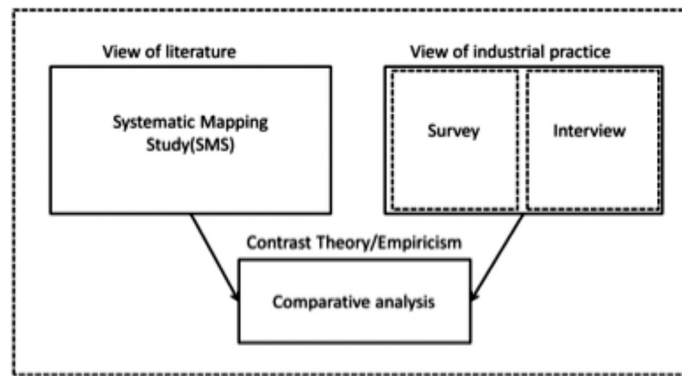 View of literature
View of industrial practice
Systematic Mapping
Study(SMS)
Survey
Interview
Contrast Theory/Empiricism
Comparative analysis